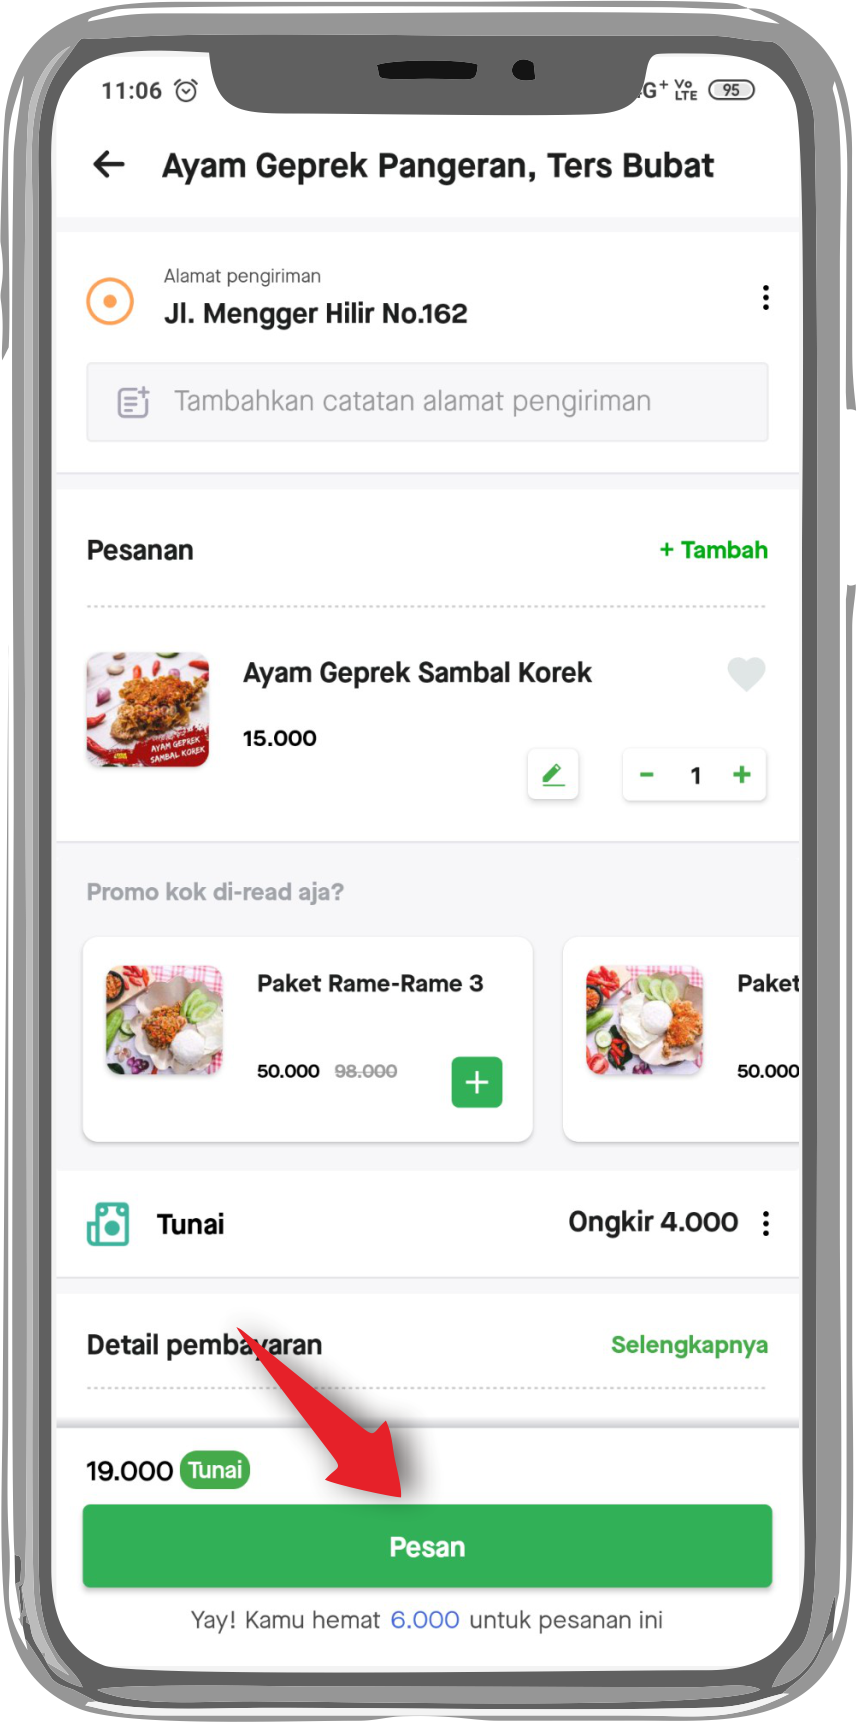 11:06
G+ Vo LTE 95
Ayam Geprek Pangeran, Ters Bubat
Alamat pengiriman
Jl. Mengger Hilir No.162
Tambahkan catatan alamat pengiriman
Pesanan
+ Tambah
Ayam Geprek Sambal Korek
15.000
AYAM GEPREK
SAMBAL KOREK
- 1 +
Promo kok di-read aja?
Paket Rame-Rame 3
50.000 98.000
Paket
50.000
Tunai
Ongkir 4.000
Detail pembayaran
Selengkapnya
19.000 Tunai
Pesan
Yay! Kamu hemat 6.000 untuk pesanan ini